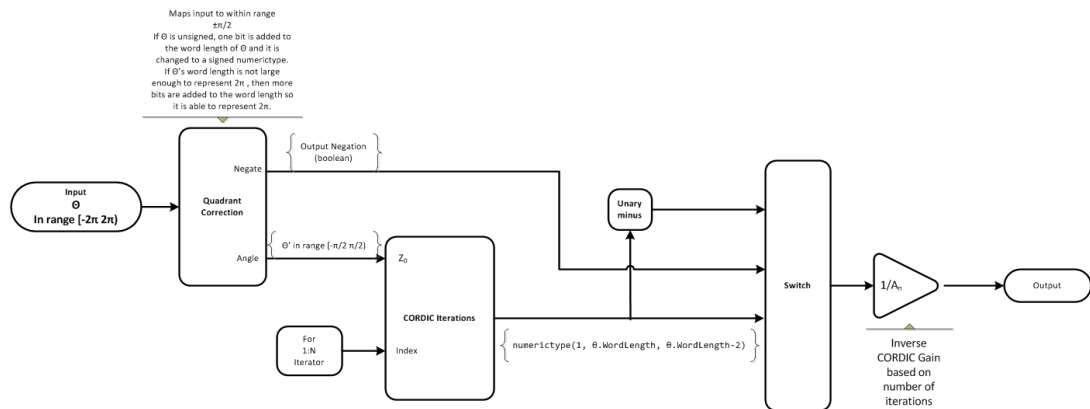 Maps input to within range
±π/2
If Θ is unsigned, one bit is added to
the word length of Θ and it is
changed to a signed numerictype.
If Θ's word length is not large
enough to represent 2π , then more
bits are added to the word length so
it is able to represent 2π.
Input
Θ
In range [-2π 2π)
Quadrant
Correction
Negate
Angle
Output Negation
(boolean)
Θ' in range [-π/2 π/2)
For
1:N
Iterator
Z₀
CORDIC Iterations
Index
Unary
minus
numerictype(1, θ.WordLength, θ.WordLength-2)
Switch
1/Aₙ
Inverse
CORDIC Gain
based on
number of
iterations
Output